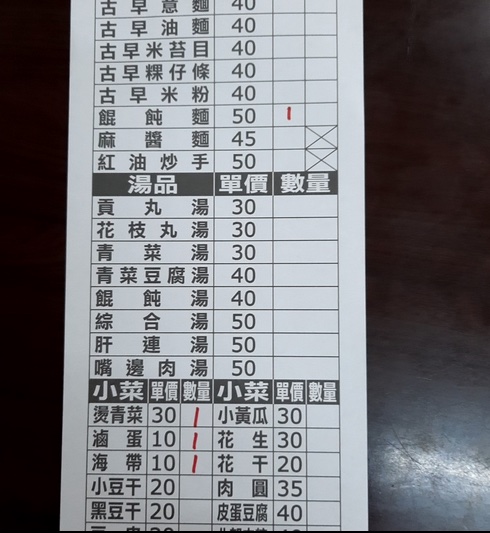 古早意麵 40
古早油麵 40
古早米苔目 40
古早粿仔條 40
古早米粉 40
餛飩麵 50 1
麻醬麵 45
紅油炒手 50
湯品 單價 數量
貢丸湯 30
花枝丸湯 30
青菜湯 30
青菜豆腐湯 40
餛飩湯 40
綜合湯 50
肝連湯 50
嘴邊肉湯 50
小菜 單價 數量 小菜 單價 數量
燙青菜 30 1 小黃瓜 30
滷蛋 10 1 花生 30
海帶 10 1 花干 20
小豆干 20 肉圓 35
黑豆干 20 皮蛋豆腐 40